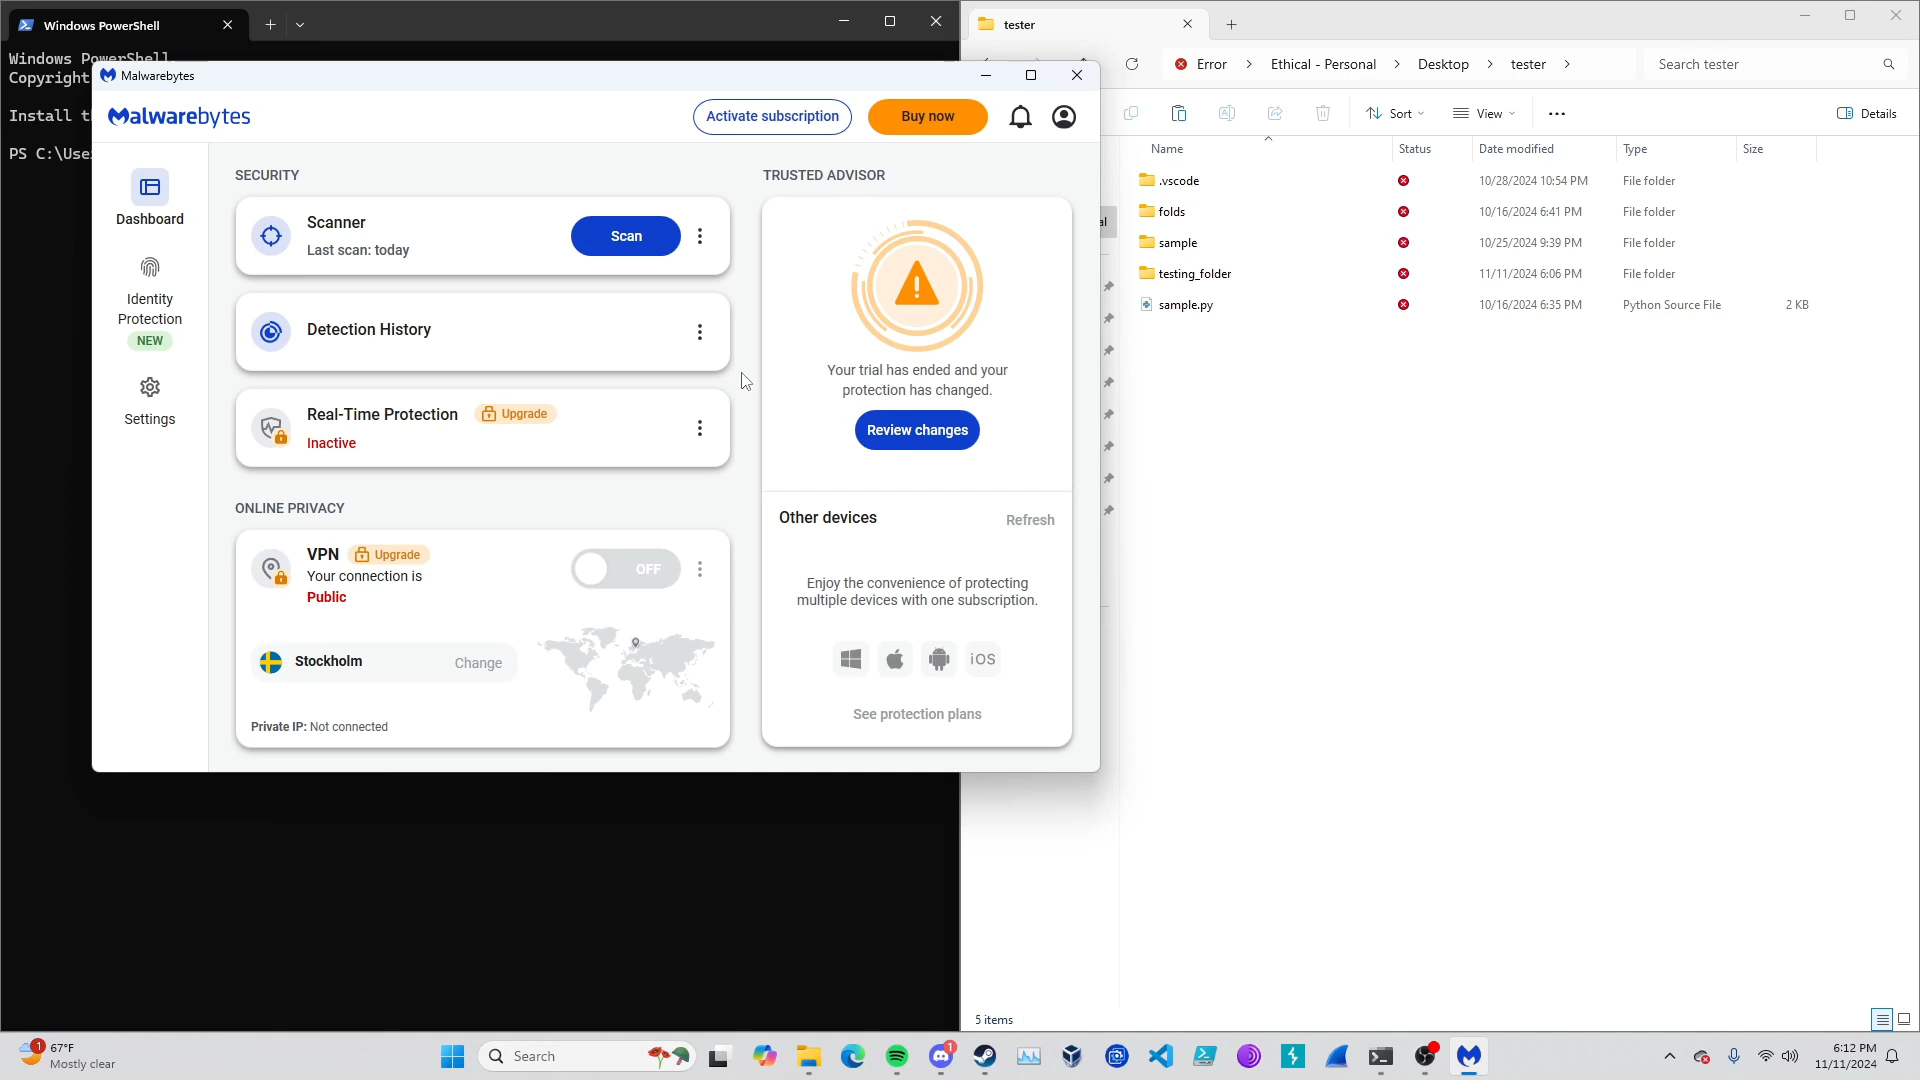 Windows PowerShell
Windows PowerShell
Copyright
Install t
PS C:\Use
Malwarebytes
Malwarebytes
Activate subscription
Buy now
Dashboard
Identity
Protection
NEW
Settings
SECURITY
Scanner
Last scan: today
Scan
Detection History
Real-Time Protection
Upgrade
Inactive
ONLINE PRIVACY
VPN
Upgrade
Your connection is
Public
OFF
Stockholm
Change
Private IP: Not connected
TRUSTED ADVISOR
Your trial has ended and your
protection has changed.
Review changes
Other devices
Refresh
Enjoy the convenience of protecting
multiple devices with one subscription.
iOS
See protection plans
tester
Error > Ethical - Personal > Desktop > tester >
Search tester
Sort
View
Details
al
Name Status Date modified Type Size
.vscode 10/28/2024 10:54 PM File folder
folds 10/16/2024 6:41 PM File folder
sample 10/25/2024 9:39 PM File folder
testing_folder 11/11/2024 6:06 PM File folder
sample.py 10/16/2024 6:35 PM Python Source File 2 KB
5 items
1
67°F
Mostly clear
Search
1
6:12 PM
11/11/2024